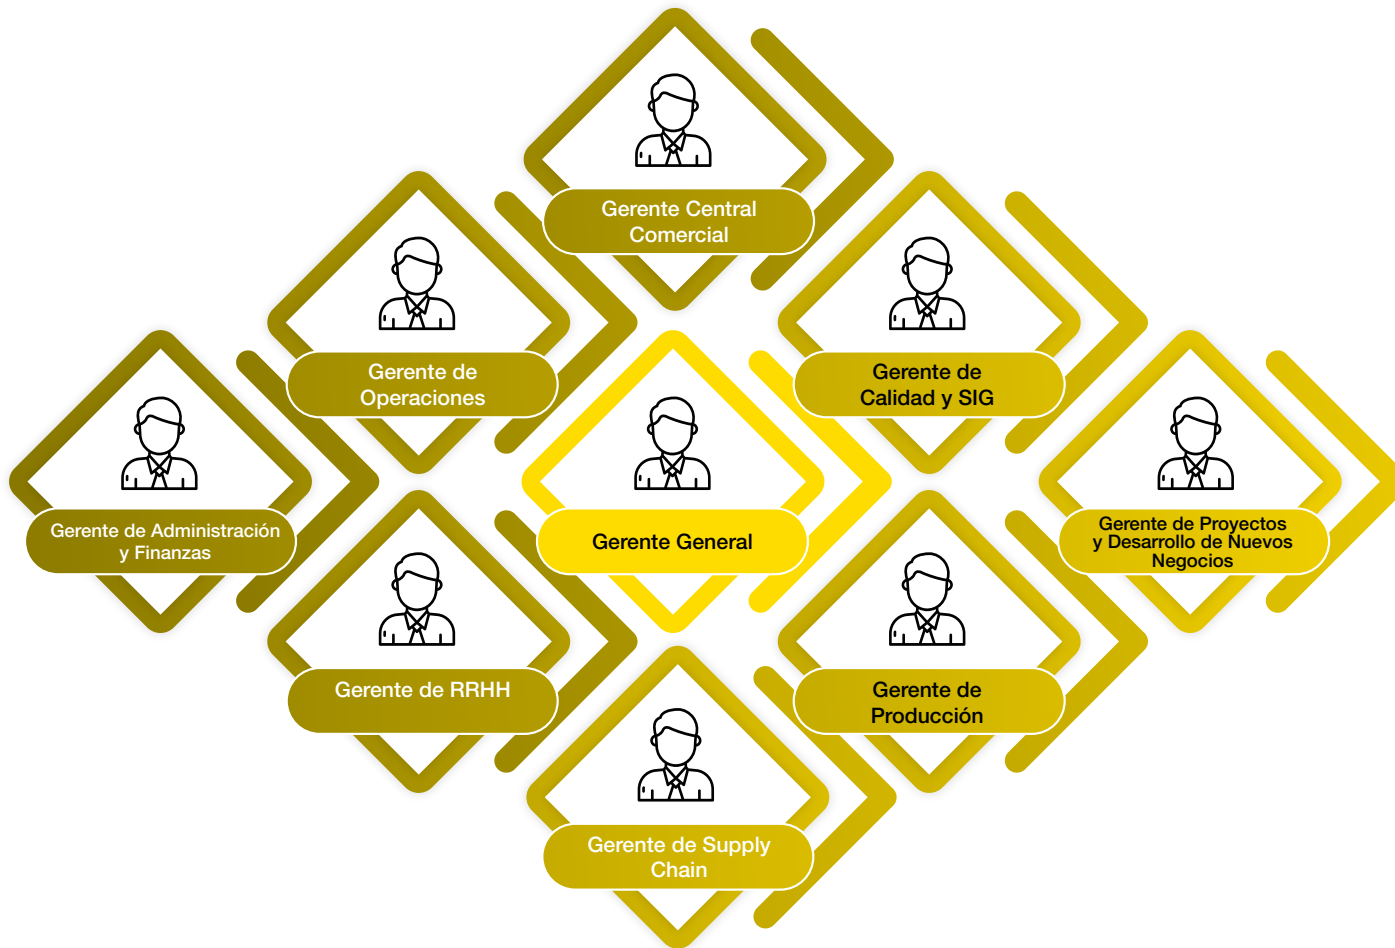 Gerente Central
Comercial
Gerente de
Operaciones
Gerente de
Calidad y SIG
Gerente de Administración
y Finanzas
Gerente General
Gerente de Proyectos
y Desarrollo de Nuevos
Negocios
Gerente de RRHH
Gerente de
Producción
Gerente de Supply
Chain